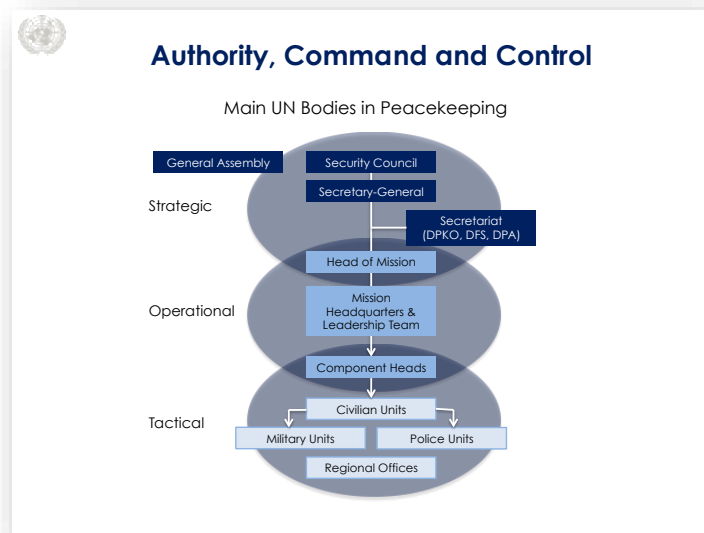 Authority, Command and Control
Main UN Bodies in Peacekeeping
General Assembly
Security Council
Secretary-General
Strategic
Secretariat
(DPKO, DFS, DPA)
Head of Mission
Mission
Headquarters &
Leadership Team
Operational
Component Heads
Civilian Units
Tactical
Military Units
Police Units
Regional Offices